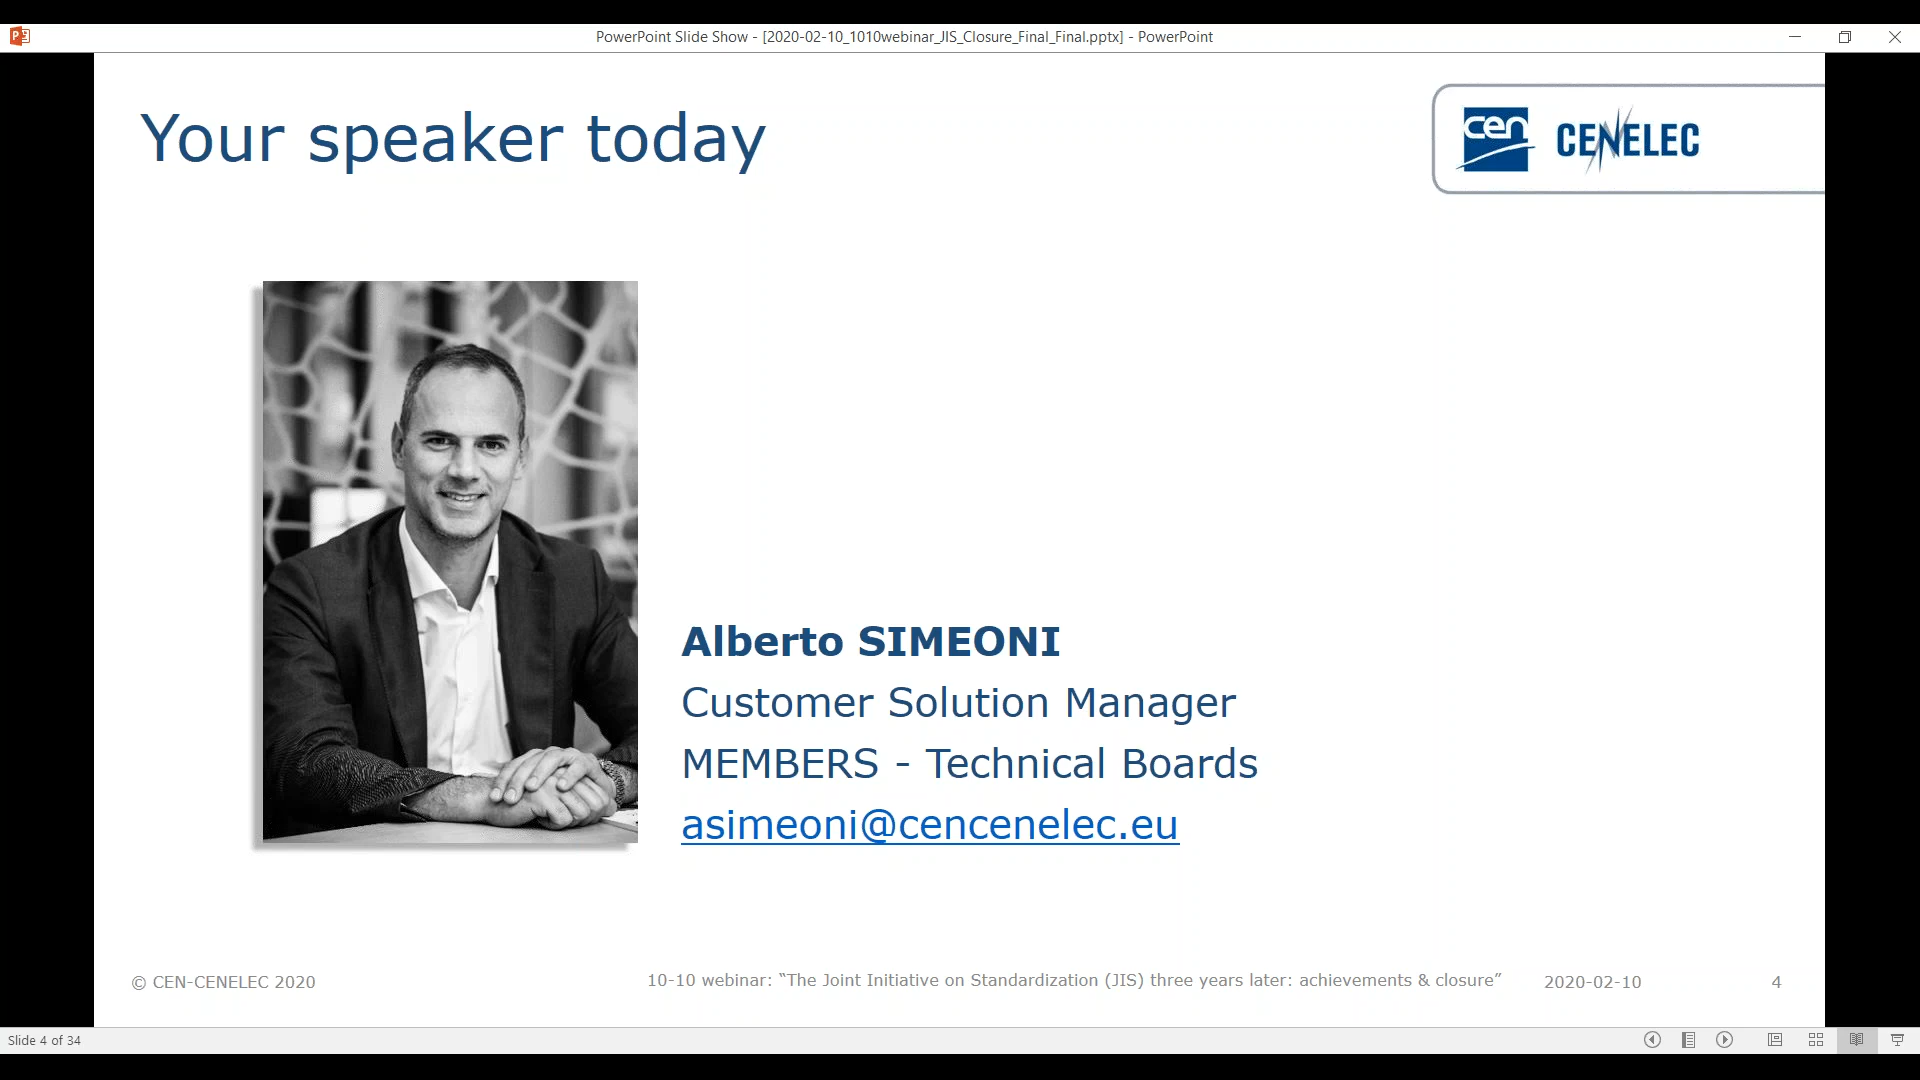 PowerPoint Slide Show - [2020-02-10_1010webinar_JIS_Closure_Final_Final.pptx] - PowerPoint
Your speaker today
cen
CENELEC
Alberto SIMEONI
Customer Solution Manager
MEMBERS - Technical Boards
asimeoni@cencenelec.eu
© CEN-CENELEC 2020
10-10 webinar: “The Joint Initiative on Standardization (JIS) three years later: achievements & closure”
2020-02-10
4
Slide 4 of 34